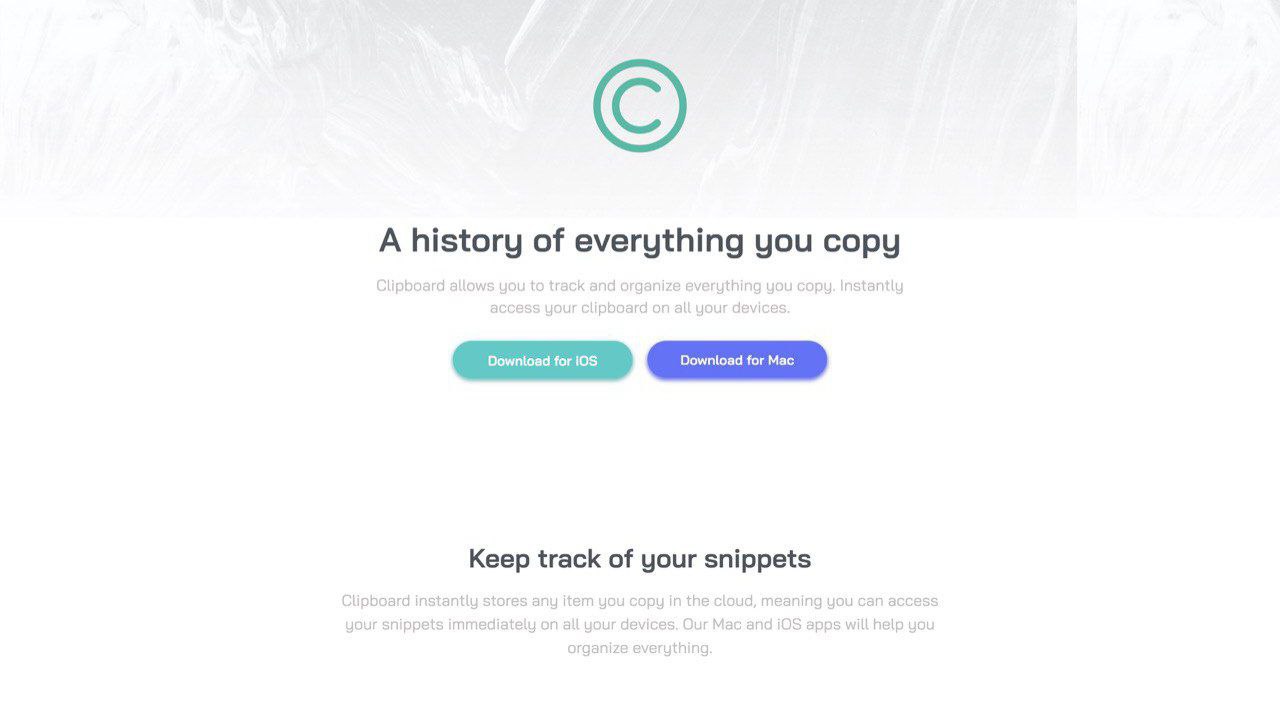 ©
A history of everything you copy
Clipboard allows you to track and organize everything you copy. Instantly
access your clipboard on all your devices.
Download for iOS
Download for Mac
Keep track of your snippets
Clipboard instantly stores any item you copy in the cloud, meaning you can access
your snippets immediately on all your devices. Our Mac and iOS apps will help you
organize everything.